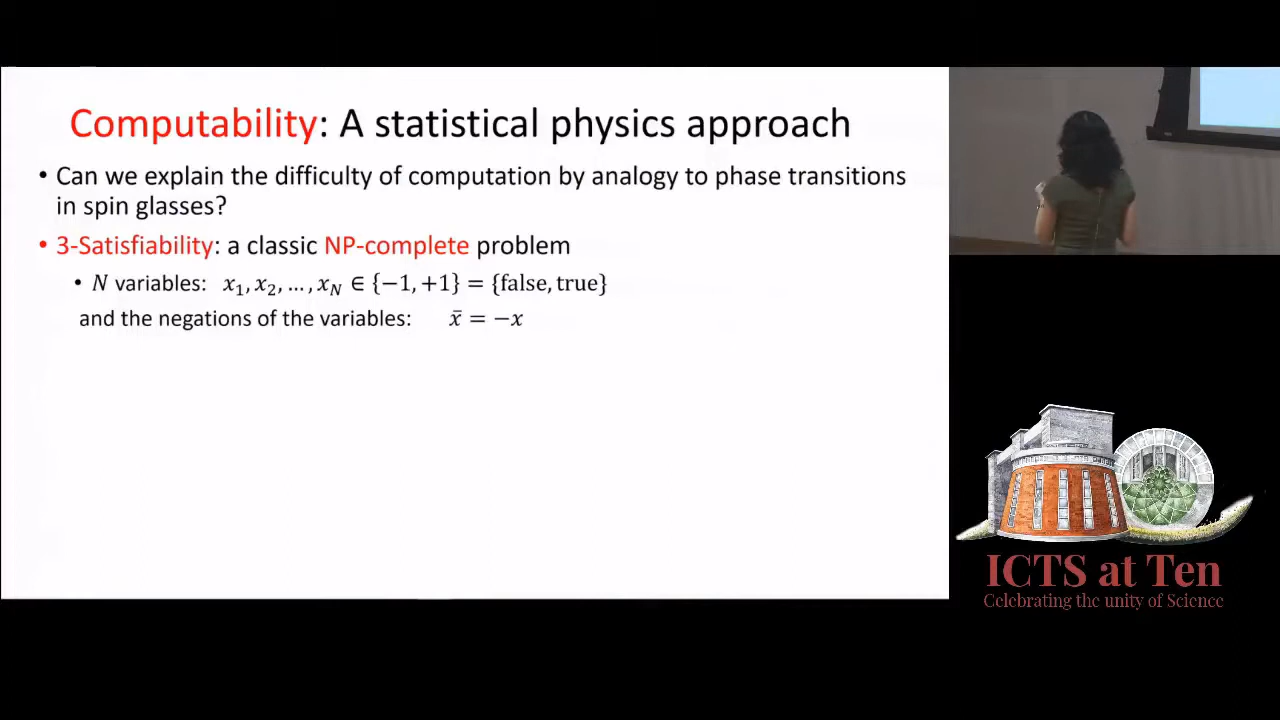 Computability: A statistical physics approach
• Can we explain the difficulty of computation by analogy to phase transitions
in spin glasses?
• 3-Satisfiability: a classic NP-complete problem
• N variables: x₁, x₂, … , x_N ∈ {−1, +1} = {false, true}
and the negations of the variables: x̄ = −x
ICTS at Ten
Celebrating the unity of Science